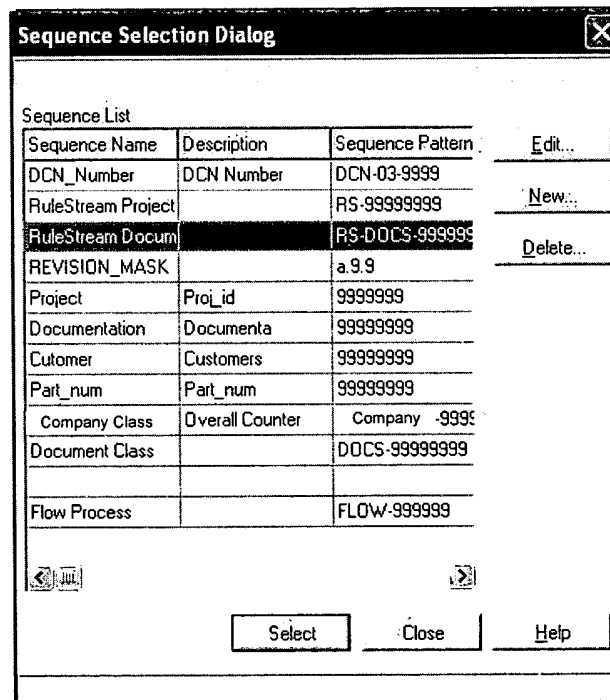 Sequence Selection Dialog
Sequence List
Sequence Name Description Sequence Pattern Edit...
DCN_Number DCN Number DCN-03-9999
RuleStream Project RS-99999999 New...
RuleStream Docum RS-DOCS-999999 Delete...
REVISION_MASK a.9.9
Project Proj_id 9999999
Documentation Documenta 99999999
Cutomer Customers 99999999
Part_num Part_num 99999999
Company Class Overall Counter Company -9999
Document Class DOCS-99999999
Flow Process FLOW-999999
Select Close Help